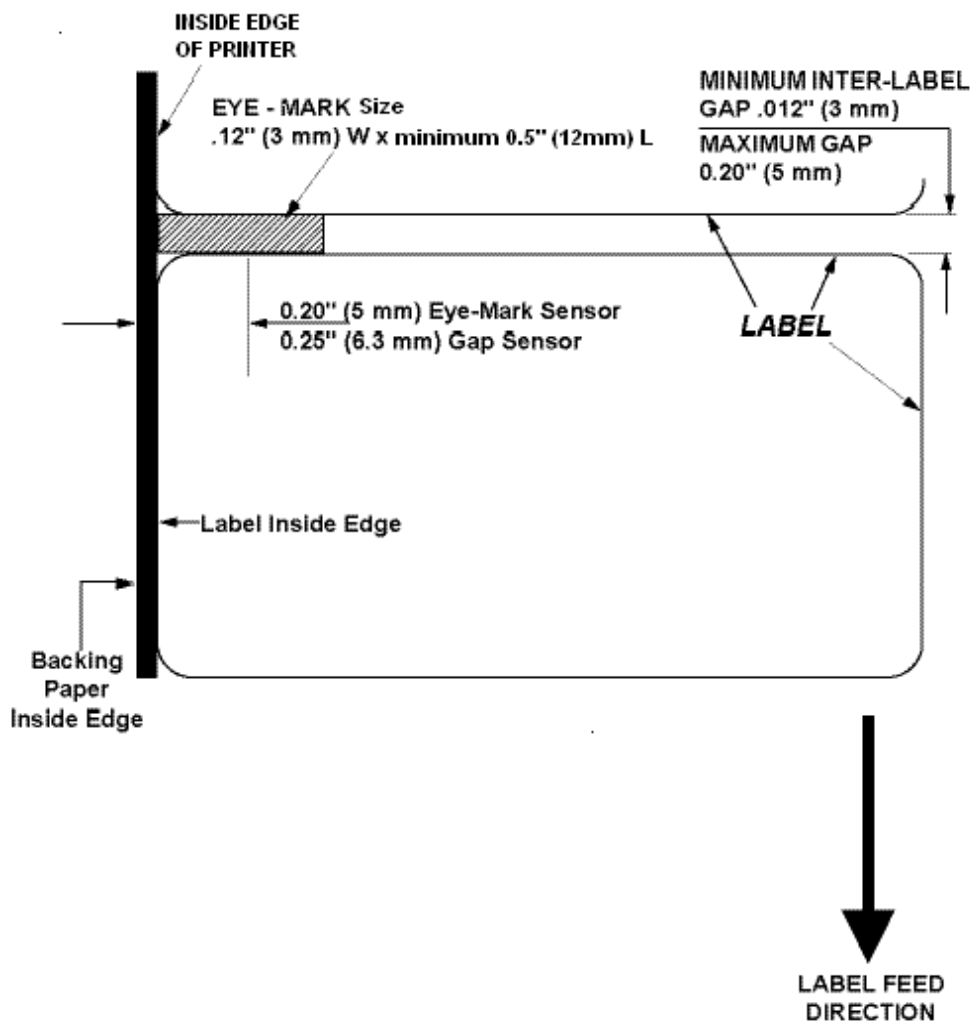 INSIDE EDGE
OF PRINTER
EYE - MARK Size
.12" (3 mm) W x minimum 0.5" (12mm) L
MINIMUM INTER-LABEL
GAP .012" (3 mm)
MAXIMUM GAP
0.20" (5 mm)
0.20" (5 mm) Eye-Mark Sensor
0.25" (6.3 mm) Gap Sensor
LABEL
Label Inside Edge
Backing
Paper
Inside Edge
LABEL FEED
DIRECTION